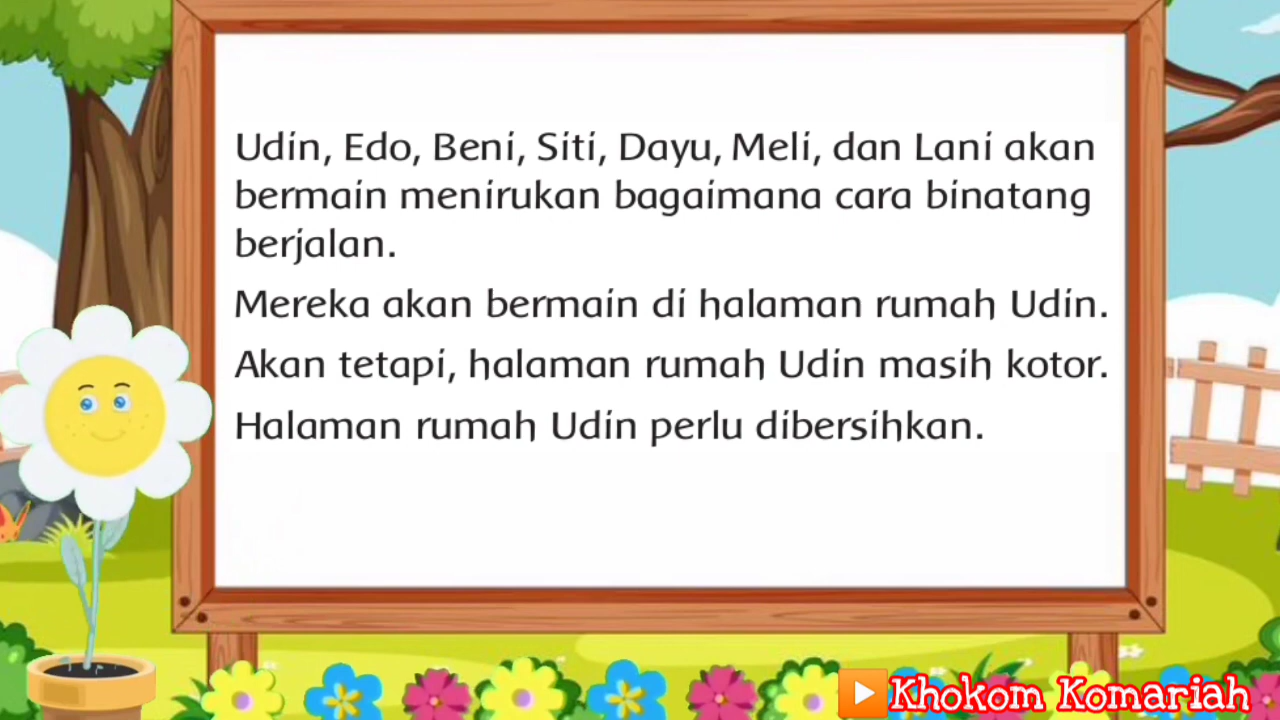 Udin, Edo, Beni, Siti, Dayu, Meli, dan Lani akan
bermain menirukan bagaimana cara binatang
berjalan.
Mereka akan bermain di halaman rumah Udin.
Akan tetapi, halaman rumah Udin masih kotor.
Halaman rumah Udin perlu dibersihkan.
Khokom Komariah